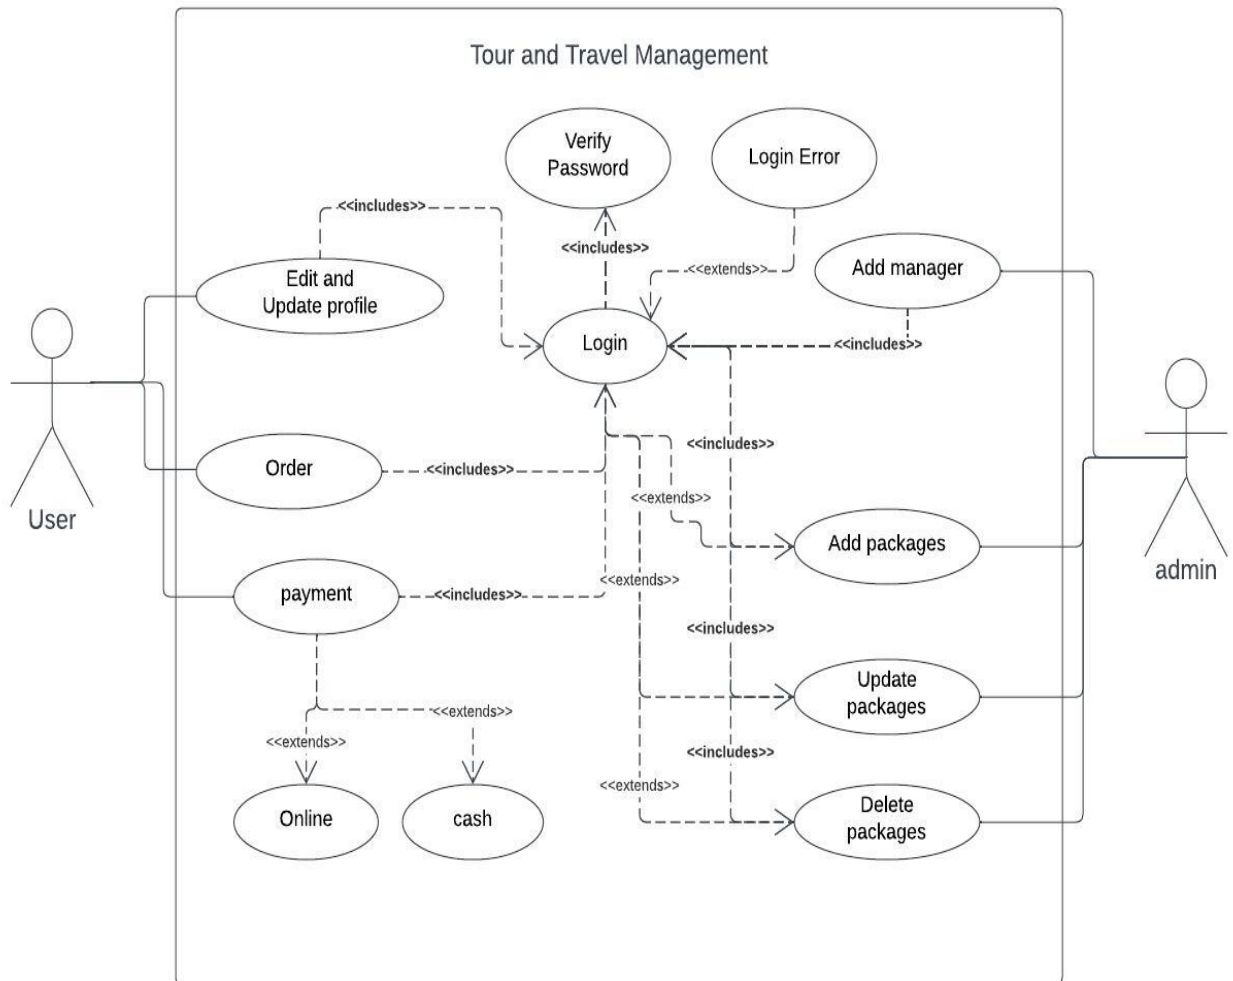 Tour and Travel Management
Verify
Password
Login Error
<<includes>>
<<includes>>
<<extends>>
Add manager
Edit and
Update profile
Login
<<includes>>
<<includes>>
Order
<<includes>>
<<extends>>
User
Add packages
admin
<<extends>>
payment
<<includes>>
<<includes>>
Update
packages
<<extends>>
<<extends>>
<<includes>>
<<extends>>
Online
cash
Delete
packages